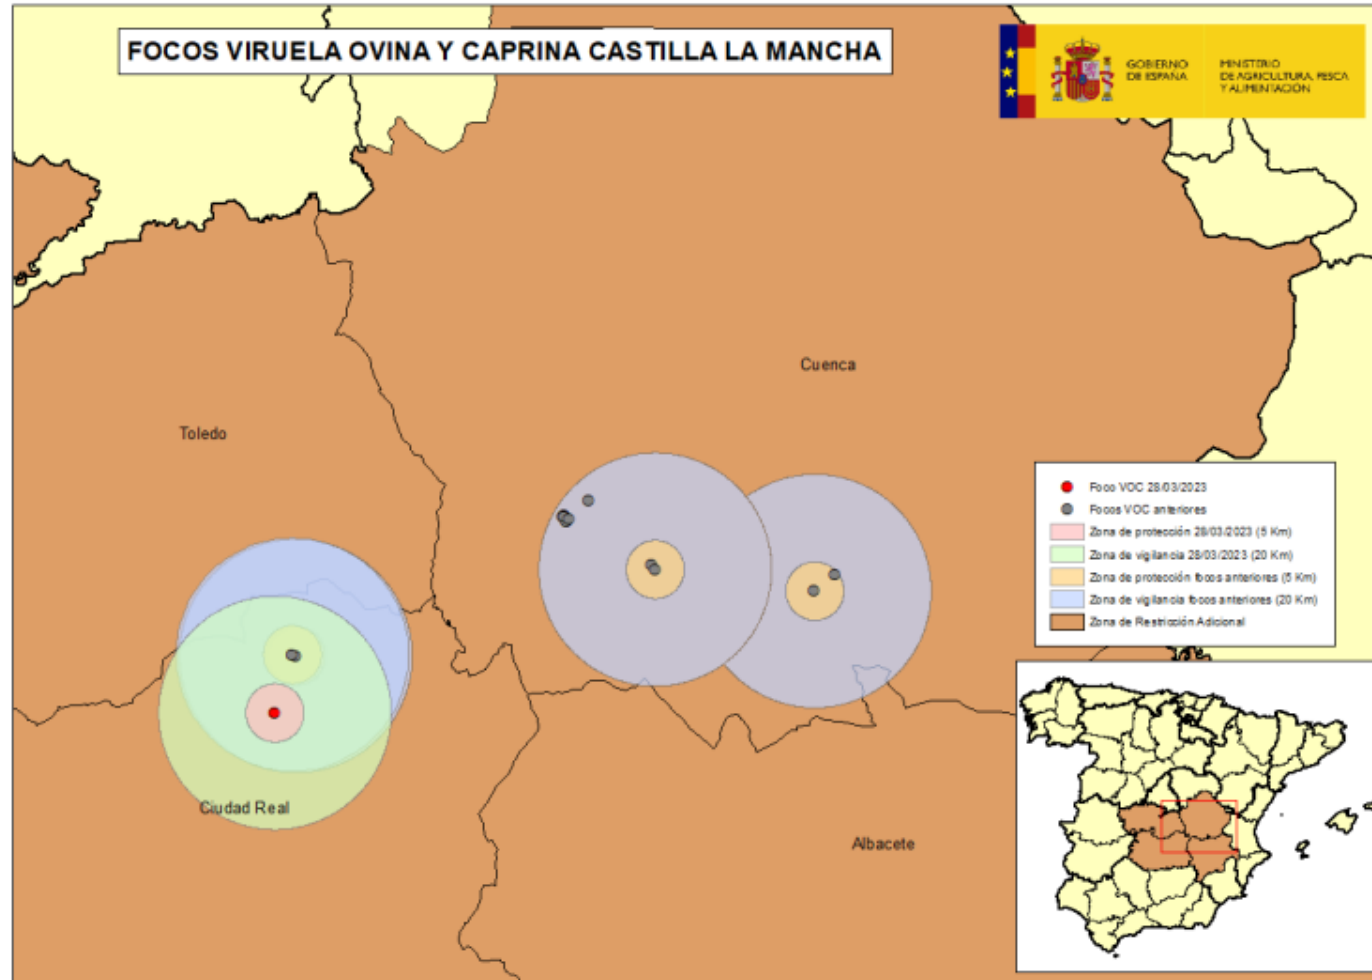 FOCOS VIRUELA OVINA Y CAPRINA CASTILLA LA MANCHA
GOBIERNO
DE ESPAÑA
MINISTERIO
DE AGRICULTURA, PESCA
Y ALIMENTACIÓN
Cuenca
Toledo
Foco VOC 28/03/2023
Focos VOC anteriores
Zona de protección 28/03/2023 (5 Km)
Zona de vigilancia 28/03/2023 (20 Km)
Zona de protección focos anteriores (5 Km)
Zona de vigilancia focos anteriores (20 Km)
Zona de Restricción Adicional
Ciudad Real
Albacete